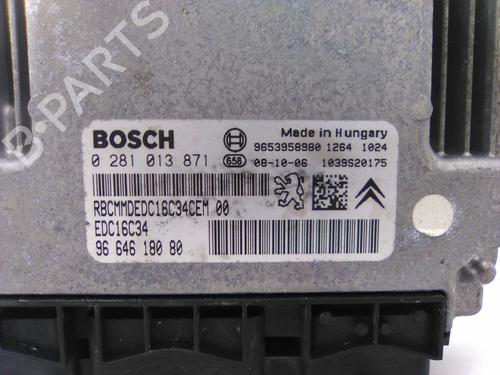 B-PARTS
BOSCH
Made in Hungary
9653958980 1264 1024
0 281 013 871
658
08-10-06 1039S20175
RBCMMDEDC16C34CEM 00
EDC16C34
96 646 180 80